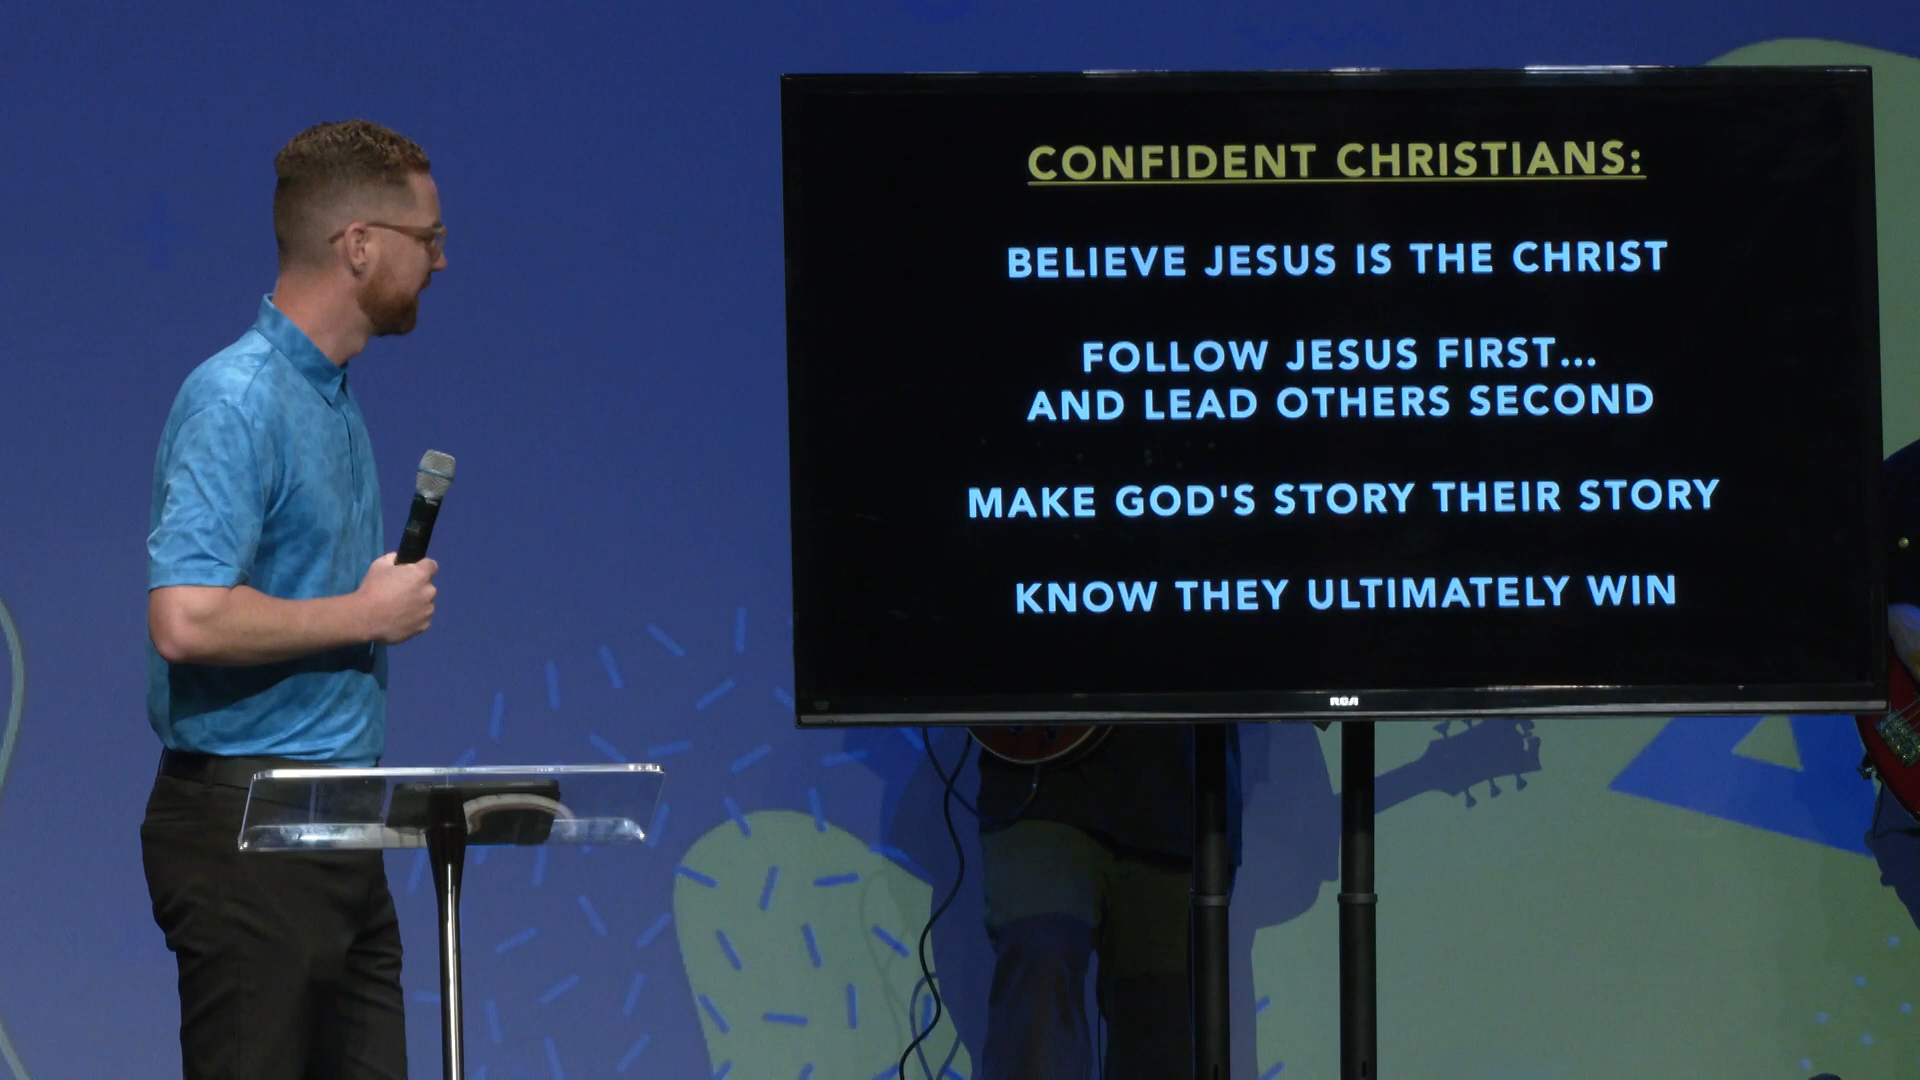 CONFIDENT CHRISTIANS:
BELIEVE JESUS IS THE CHRIST
FOLLOW JESUS FIRST...
AND LEAD OTHERS SECOND
MAKE GOD'S STORY THEIR STORY
KNOW THEY ULTIMATELY WIN
RCA